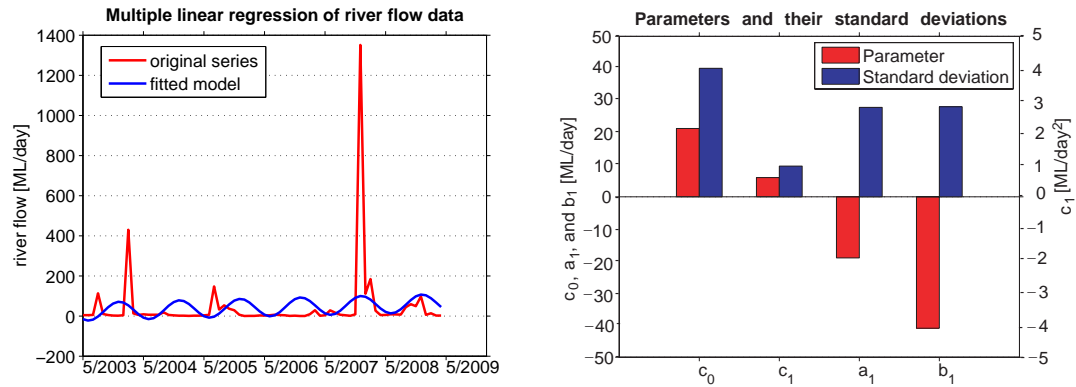 Multiple linear regression of river flow data
1400
1200
1000
800
600
400
200
0
−200
river flow [ML/day]
original series
fitted model
5/2003 5/2004 5/2005 5/2006 5/2007 5/2008 5/2009
Parameters and their standard deviations
50
40
30
20
10
0
−10
−20
−30
−40
−50
c0, a1, and b1 [ML/day]
Parameter
Standard deviation
5
4
3
2
1
0
−1
−2
−3
−4
−5
c1 [ML/day²]
c0 c1 a1 b1